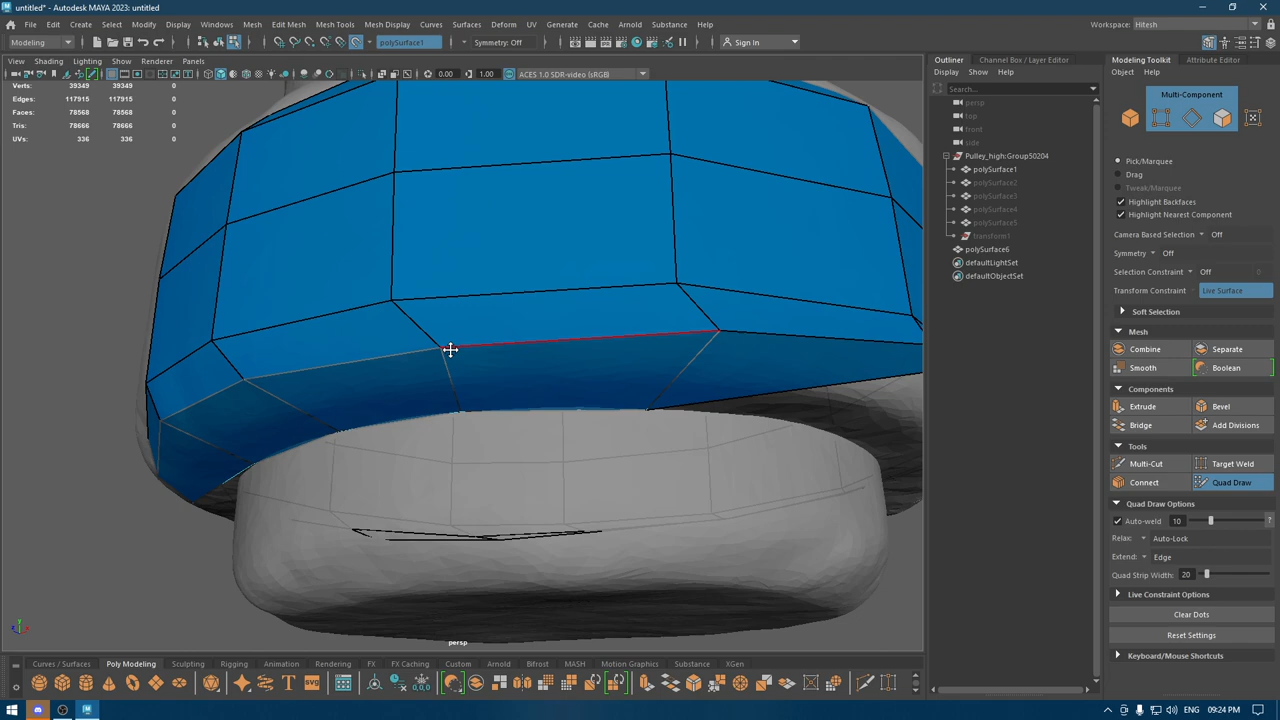 untitled* - Autodesk MAYA 2023: untitled
File Edit Create Select Modify Display Windows Mesh Edit Mesh Mesh Tools Mesh Display Curves Surfaces Deform UV Generate Cache Arnold Substance Help
Workspace: Hitesh
Modeling
polySurface1
Symmetry: Off
Sign In
View Shading Lighting Show Renderer Panels
0.00
1.00
ACES 1.0 SDR-video (sRGB)
Verts: 39349 39349 0
Edges: 117915 117915 0
Faces: 78568 78568 0
Tris: 78666 78666 0
UVs: 336 336 0
persp
Outliner
Channel Box / Layer Editor
Display Show Help
Search...
persp
top
front
side
Pulley_high:Group50204
polySurface1
polySurface2
polySurface3
polySurface4
polySurface5
transform1
polySurface6
defaultLightSet
defaultObjectSet
Modeling Toolkit
Attribute Editor
Object Help
Multi-Component
Pick/Marquee
Drag
Tweak/Marquee
Highlight Backfaces
Highlight Nearest Component
Camera Based Selection Off
Symmetry Off
Selection Constraint Off
Transform Constraint Live Surface
Soft Selection
Mesh
Combine Separate
Smooth Boolean
Components
Extrude Bevel
Bridge Add Divisions
Tools
Multi-Cut Target Weld
Connect Quad Draw
Quad Draw Options
Auto-weld 10 ?
Relax: Auto-Lock
Extend: Edge
Quad Strip Width: 20
Live Constraint Options
Clear Dots
Reset Settings
Keyboard/Mouse Shortcuts
Curves / Surfaces Poly Modeling Sculpting Rigging Animation Rendering FX FX Caching Custom Arnold Bifrost MASH Motion Graphics Substance XGen
SVG
0,0,0
ENG 09:24 PM